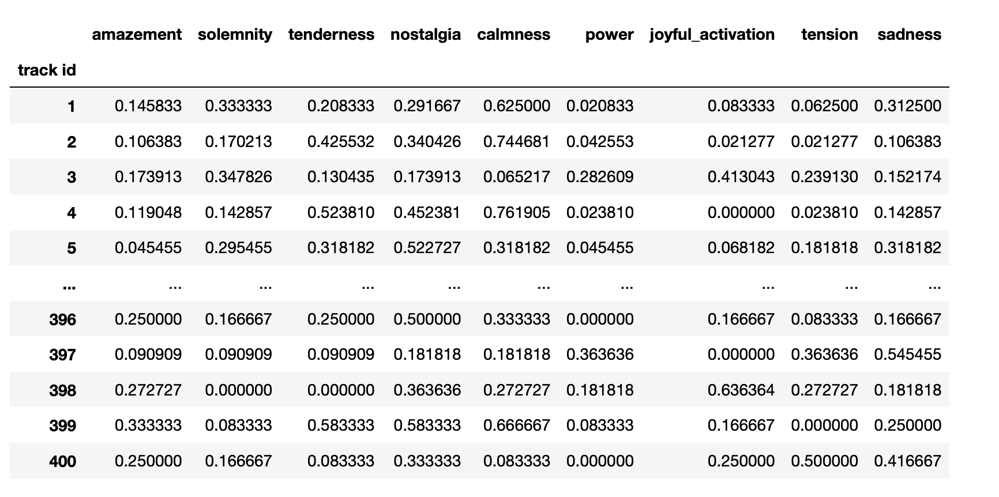 amazement solemnity tenderness nostalgia calmness power joyful_activation tension sadness
track id
1 0.145833 0.333333 0.208333 0.291667 0.625000 0.020833 0.083333 0.062500 0.312500
2 0.106383 0.170213 0.425532 0.340426 0.744681 0.042553 0.021277 0.021277 0.106383
3 0.173913 0.347826 0.130435 0.173913 0.065217 0.282609 0.413043 0.239130 0.152174
4 0.119048 0.142857 0.523810 0.452381 0.761905 0.023810 0.000000 0.023810 0.142857
5 0.045455 0.295455 0.318182 0.522727 0.318182 0.045455 0.068182 0.181818 0.318182
... ... ... ... ... ... ... ... ... ...
396 0.250000 0.166667 0.250000 0.500000 0.333333 0.000000 0.166667 0.083333 0.166667
397 0.090909 0.090909 0.090909 0.181818 0.181818 0.363636 0.000000 0.363636 0.545455
398 0.272727 0.000000 0.000000 0.363636 0.272727 0.181818 0.636364 0.272727 0.181818
399 0.333333 0.083333 0.583333 0.583333 0.666667 0.083333 0.166667 0.000000 0.250000
400 0.250000 0.166667 0.083333 0.333333 0.083333 0.000000 0.250000 0.500000 0.416667